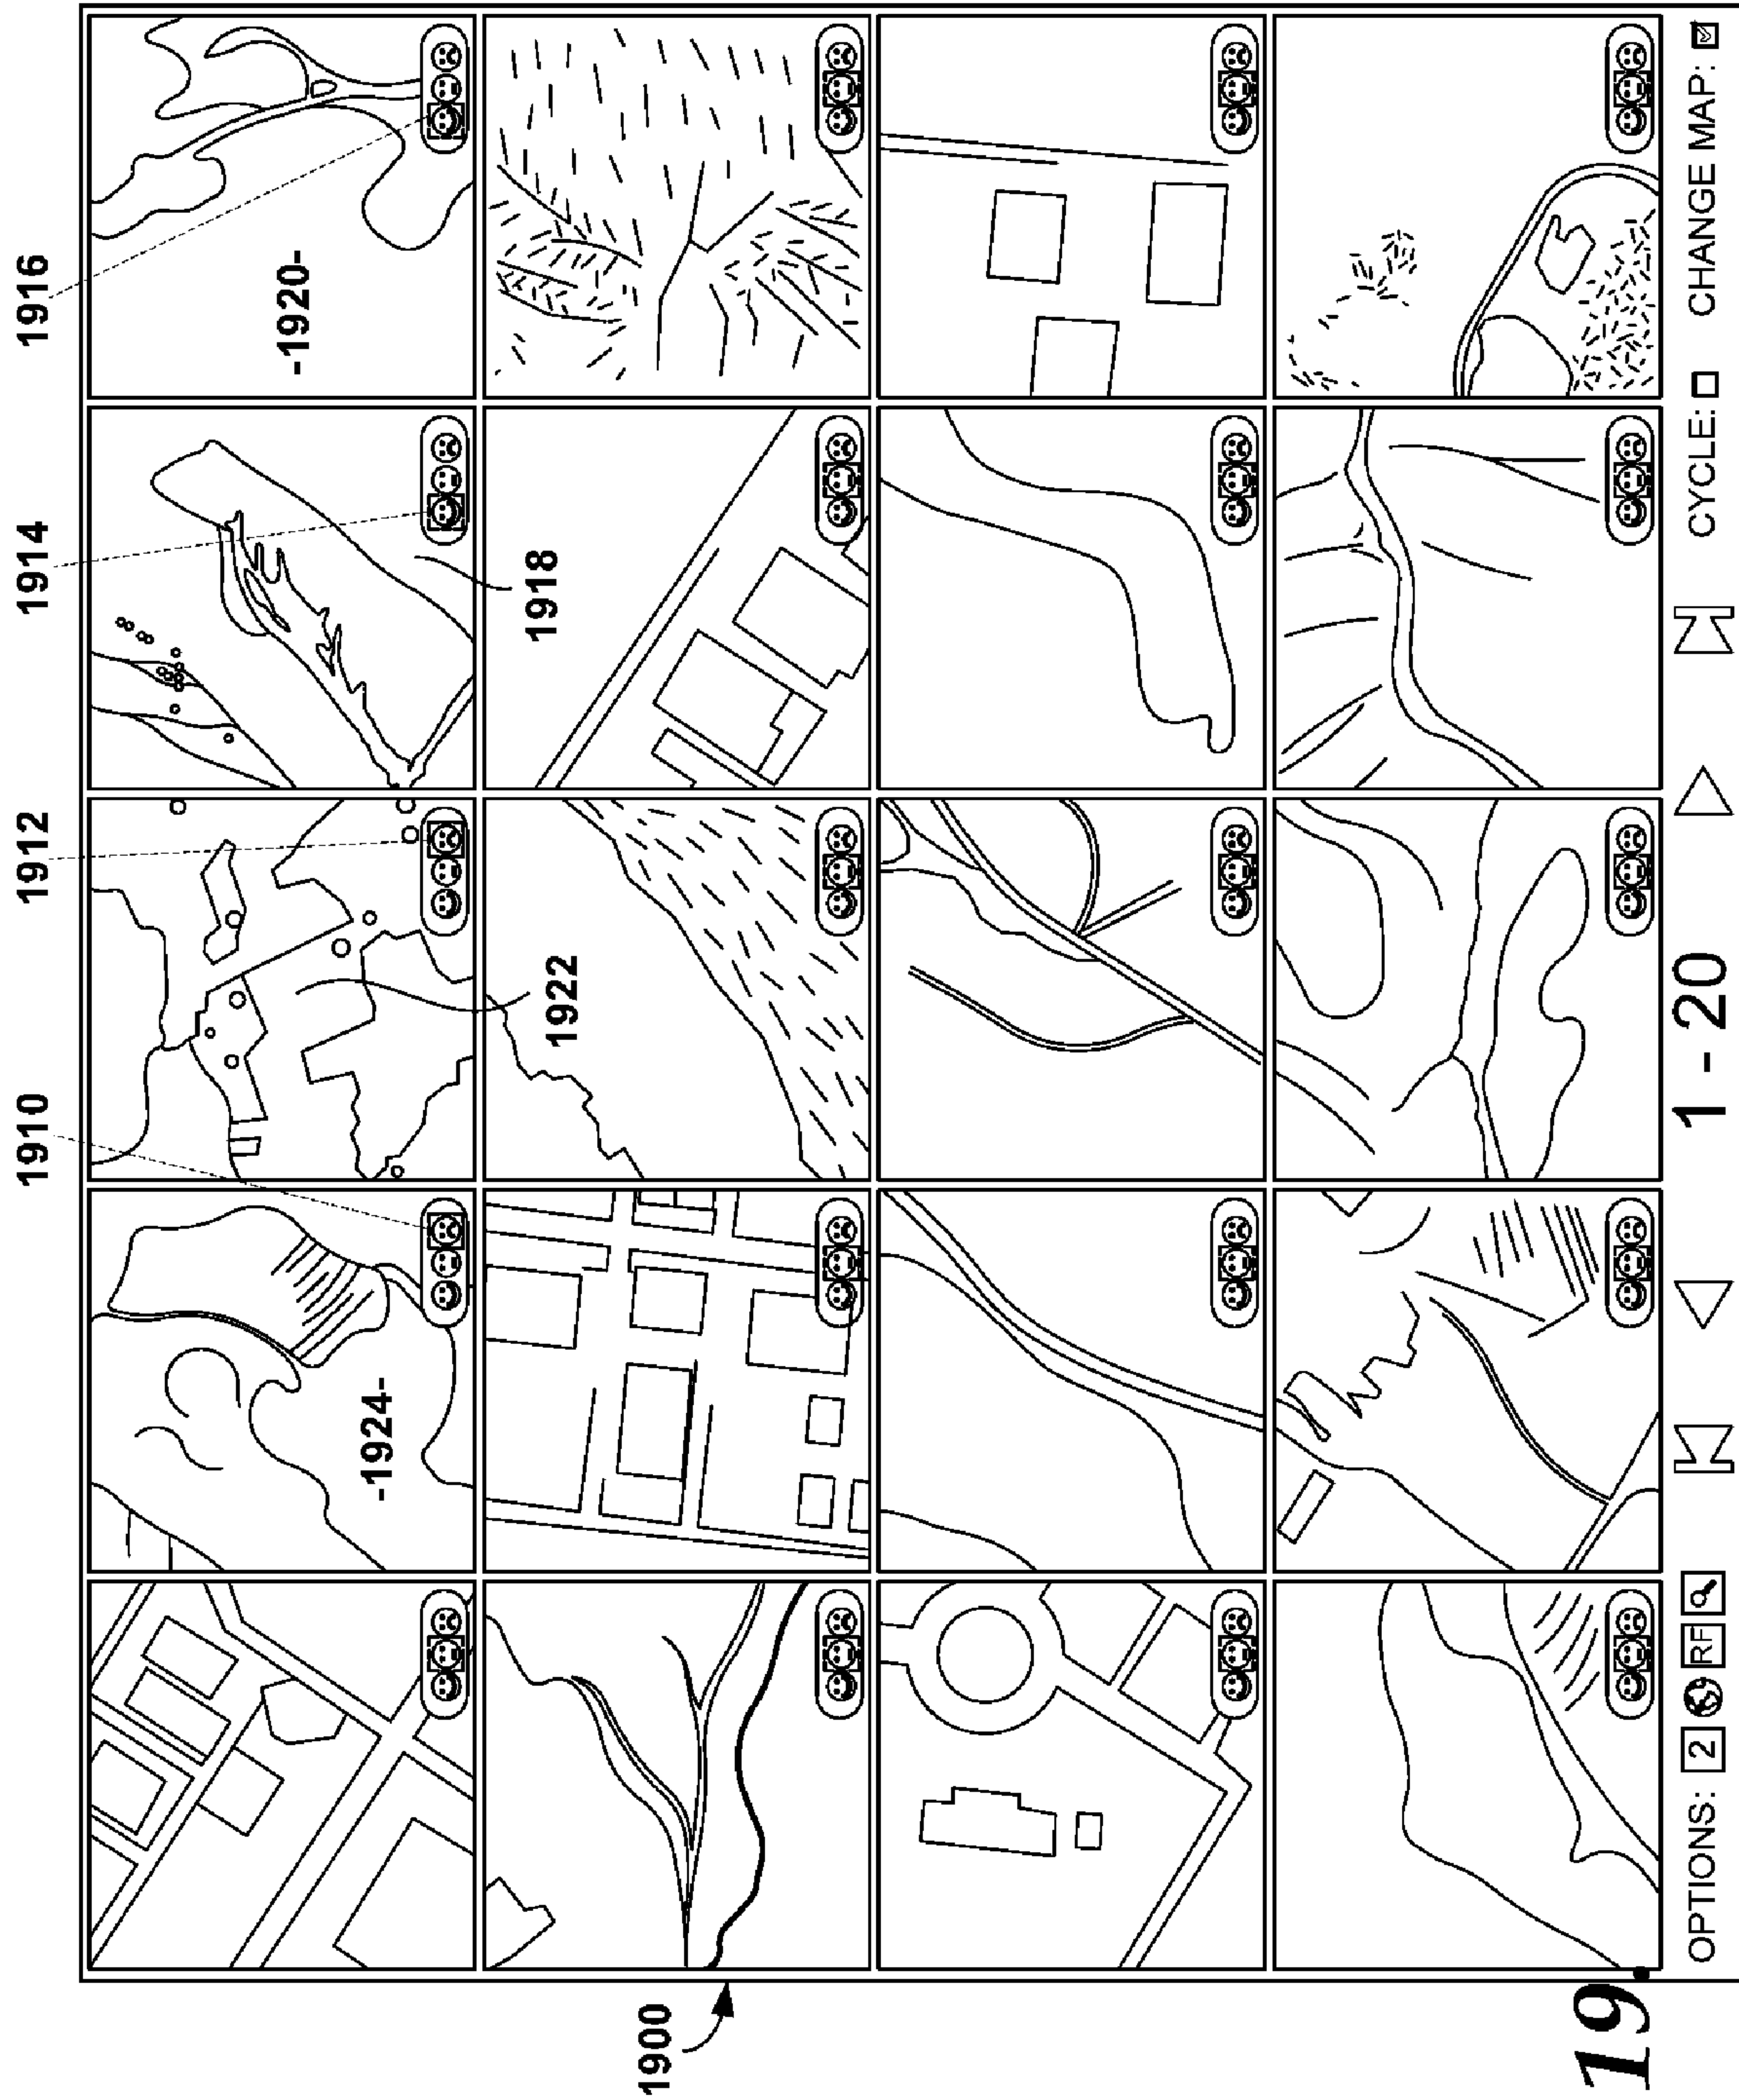 1910
1912
1914
1916
-1924-
-1920-
1922
1918
1900
OPTIONS: 2 RF
1 - 20
CYCLE:
CHANGE MAP:
19.